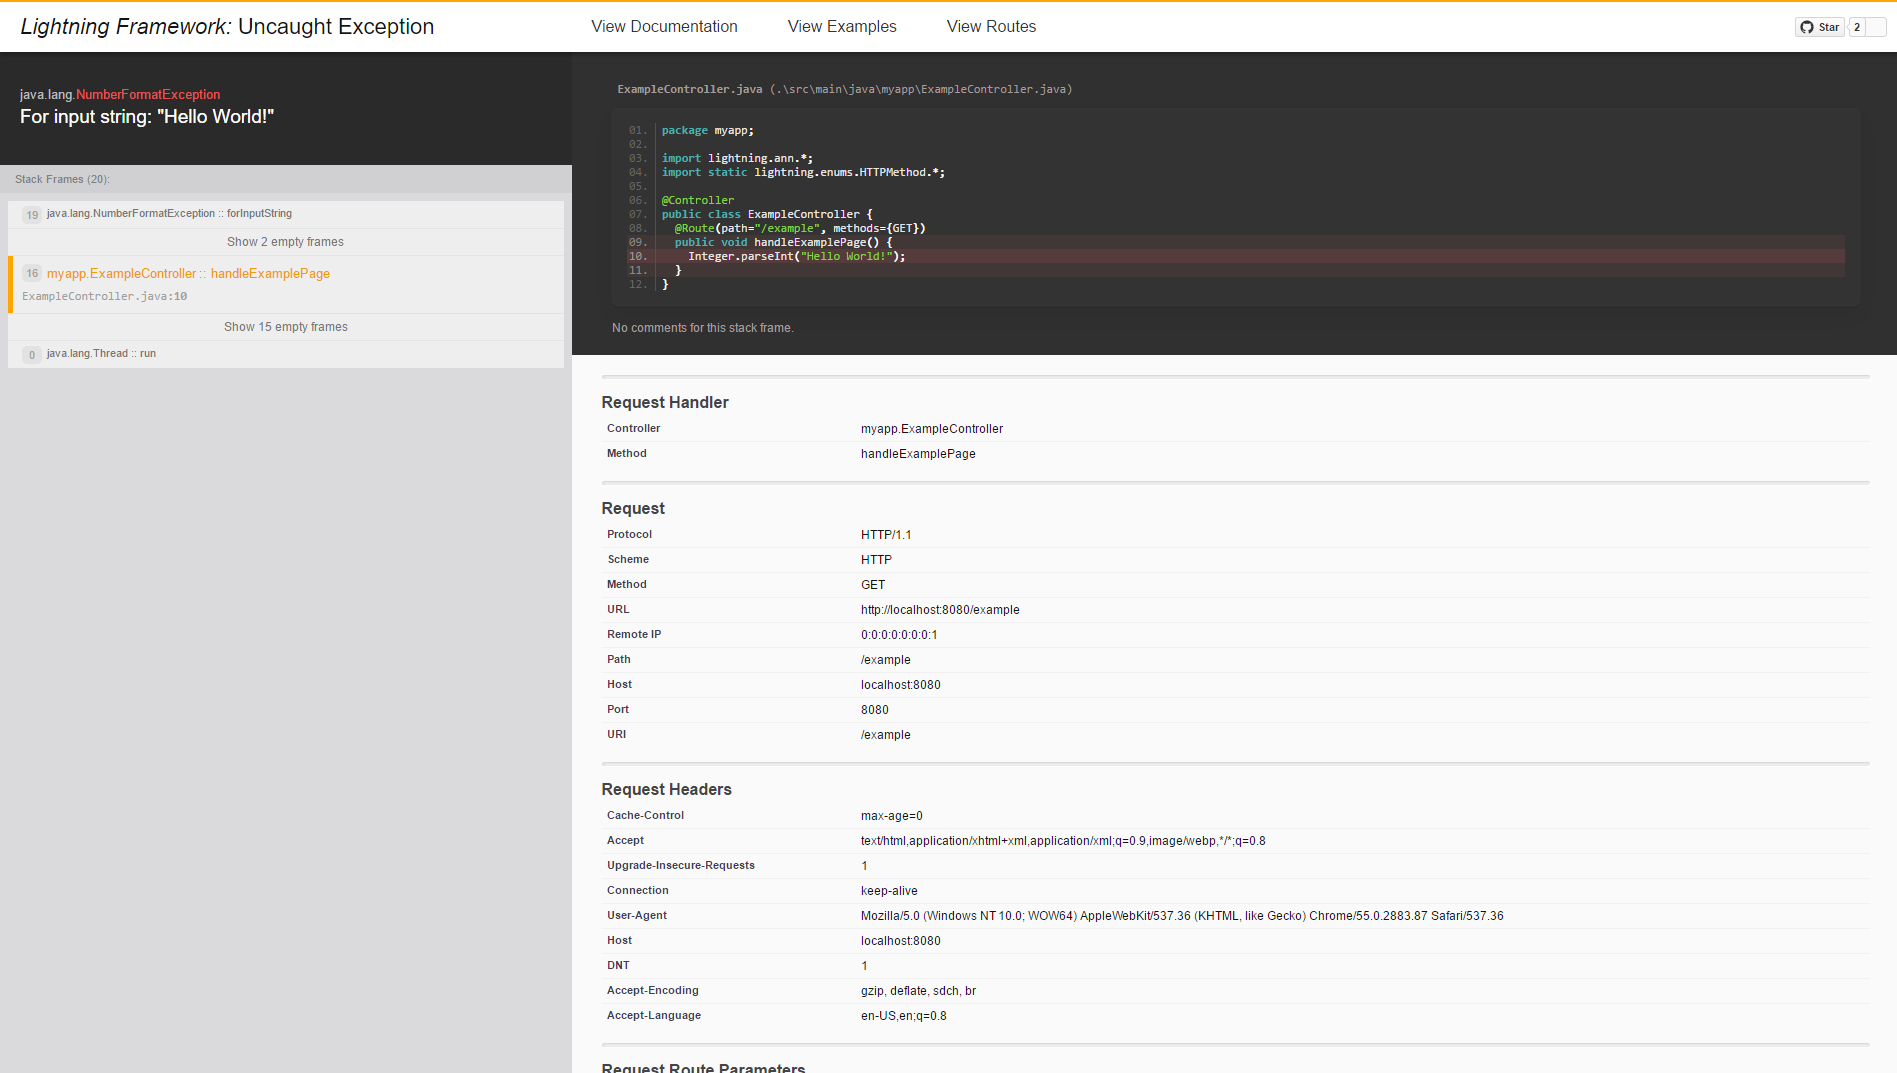 Lightning Framework: Uncaught Exception
View Documentation
View Examples
View Routes
Star
2
java.lang.NumberFormatException
For input string: "Hello World!"
Stack Frames (20):
19 java.lang.NumberFormatException :: forInputString
Show 2 empty frames
16 myapp.ExampleController :: handleExamplePage
ExampleController.java:10
Show 15 empty frames
0 java.lang.Thread :: run
ExampleController.java (.\src\main\java\myapp\ExampleController.java)
01. package myapp;
02.
03. import lightning.ann.*;
04. import static lightning.enums.HTTPMethod.*;
05.
06. @Controller
07. public class ExampleController {
08. @Route(path="/example", methods={GET})
09. public void handleExamplePage() {
10. Integer.parseInt("Hello World!");
11. }
12. }
No comments for this stack frame.
Request Handler
Controller myapp.ExampleController
Method handleExamplePage
Request
Protocol HTTP/1.1
Scheme HTTP
Method GET
URL http://localhost:8080/example
Remote IP 0:0:0:0:0:0:0:1
Path /example
Host localhost:8080
Port 8080
URI /example
Request Headers
Cache-Control max-age=0
Accept text/html,application/xhtml+xml,application/xml;q=0.9,image/webp,*/*;q=0.8
Upgrade-Insecure-Requests 1
Connection keep-alive
User-Agent Mozilla/5.0 (Windows NT 10.0; WOW64) AppleWebKit/537.36 (KHTML, like Gecko) Chrome/55.0.2883.87 Safari/537.36
Host localhost:8080
DNT 1
Accept-Encoding gzip, deflate, sdch, br
Accept-Language en-US,en;q=0.8
Request Route Parameters